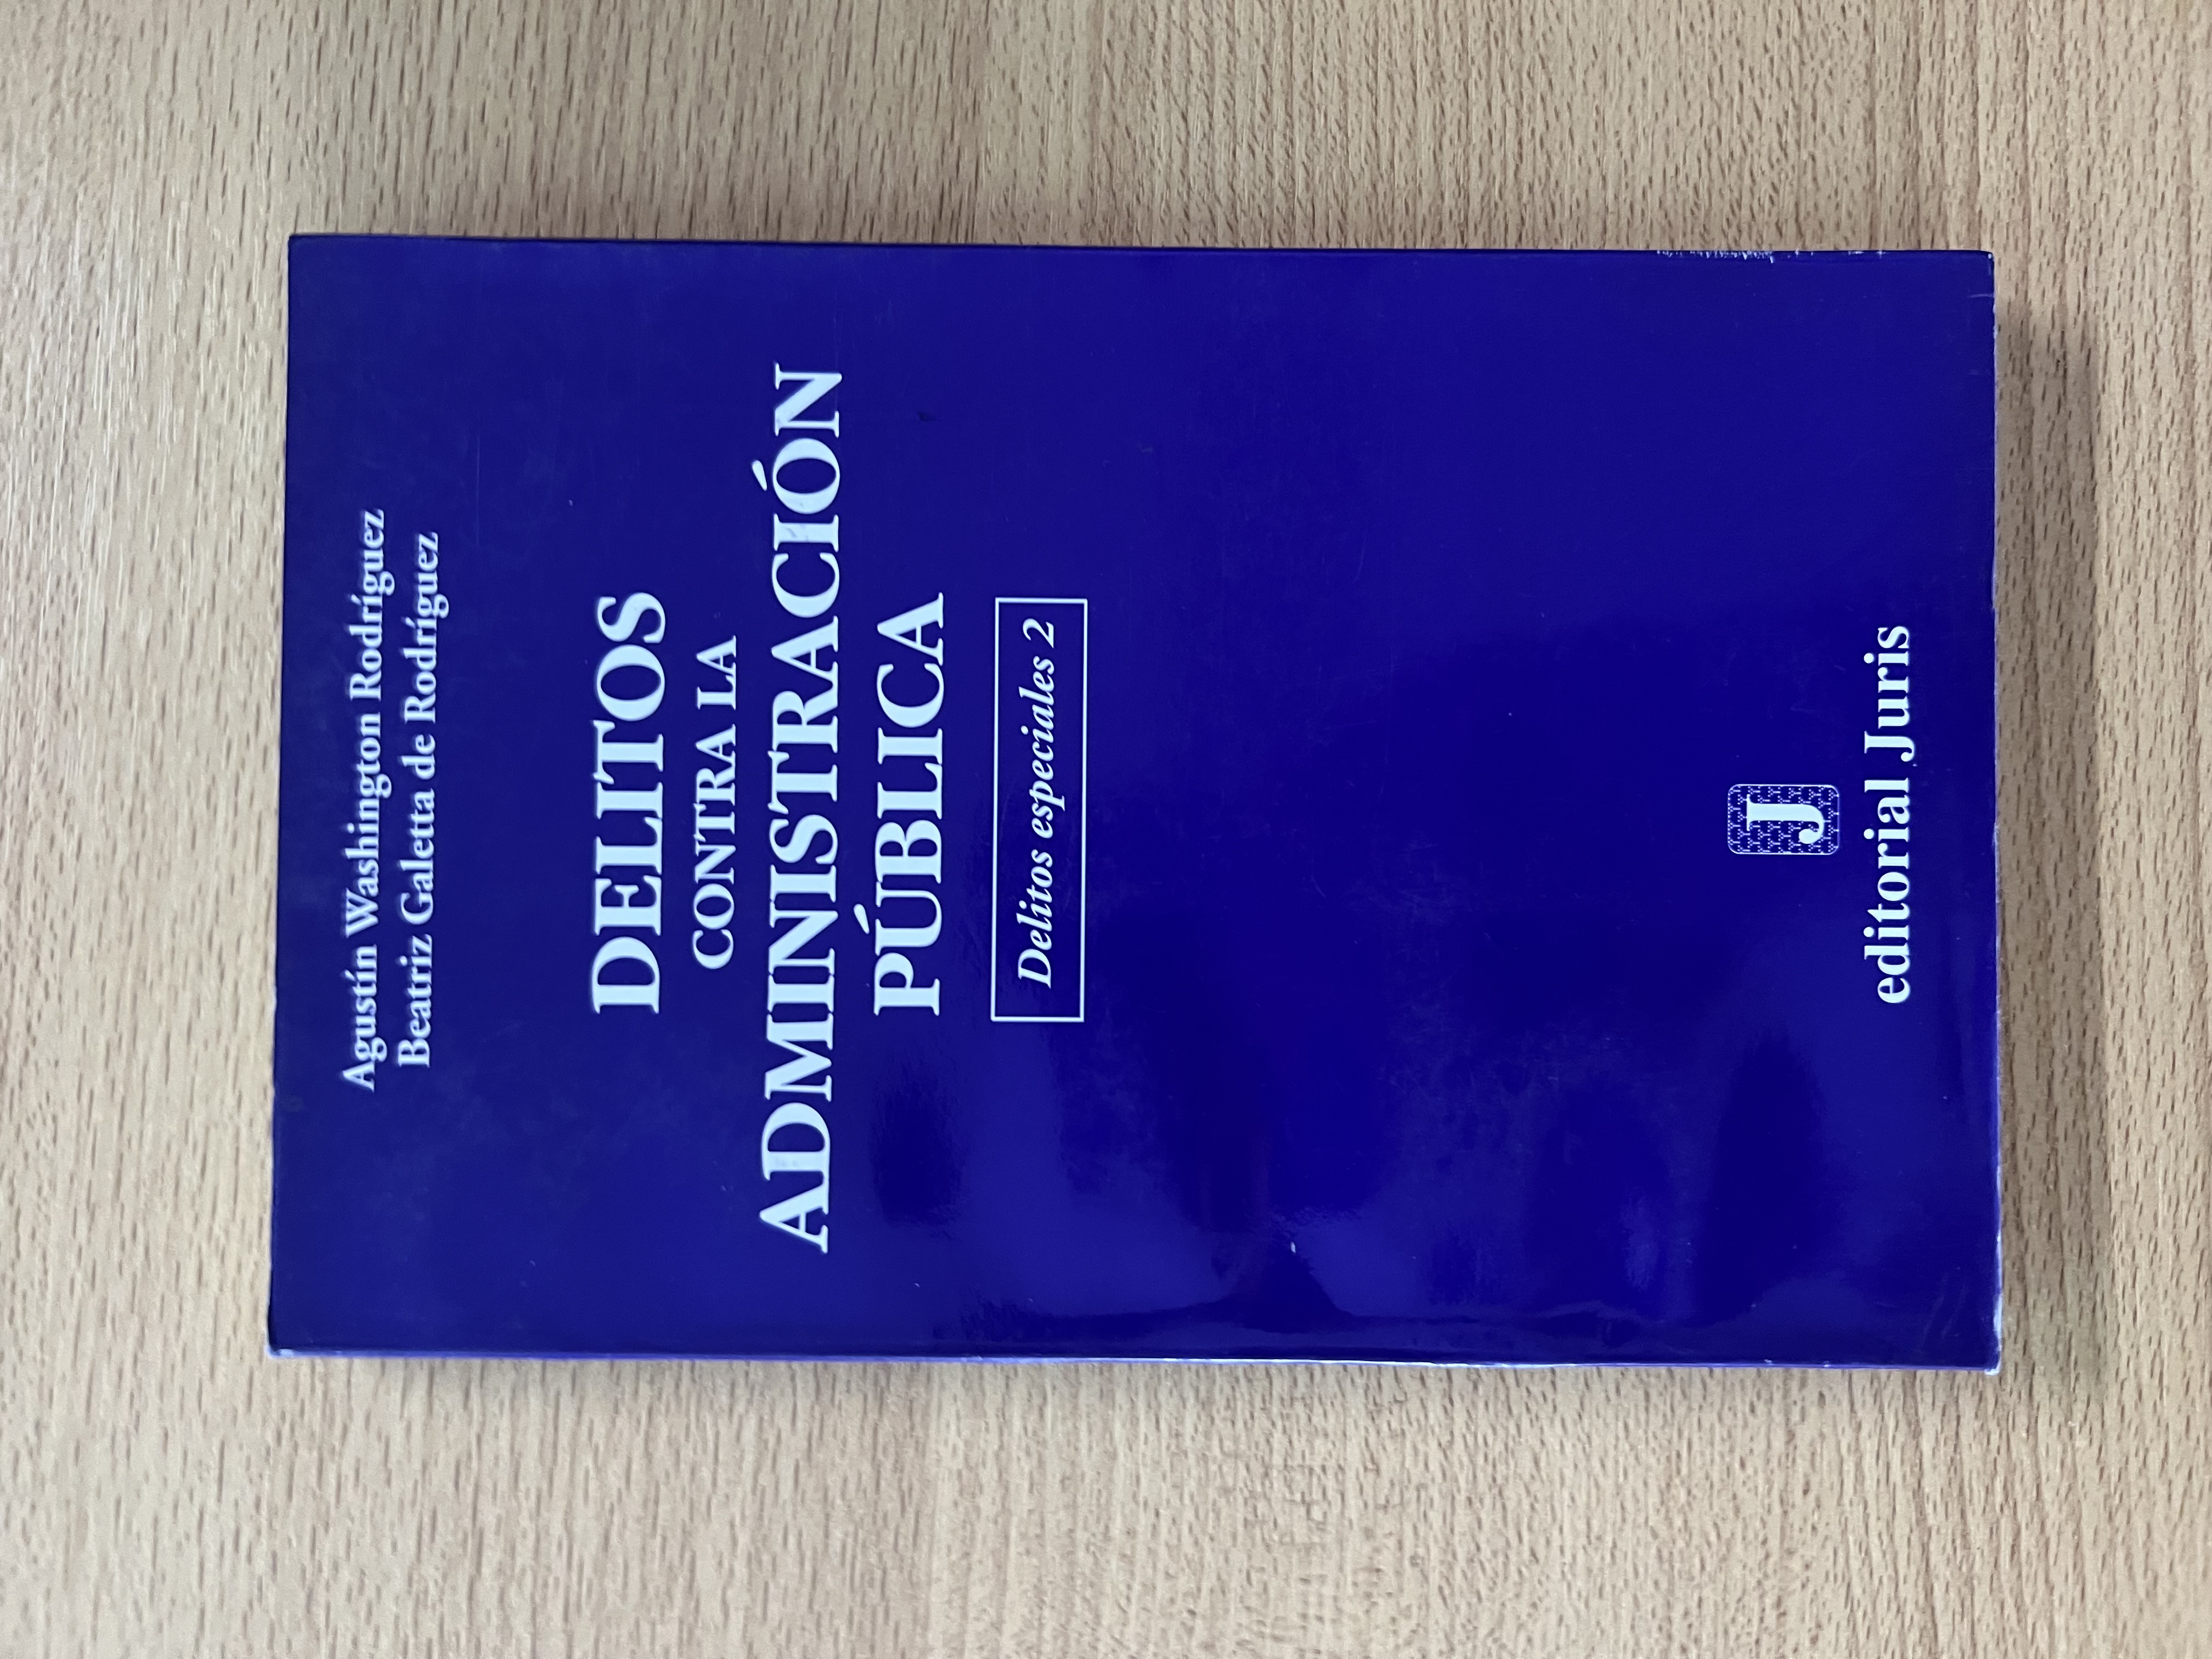 Agustín Washington Rodríguez
Beatriz Galetta de Rodríguez
DELITOS
CONTRA LA
ADMINISTRACIÓN
PÚBLICA
Delitos especiales 2
J
editorial Juris